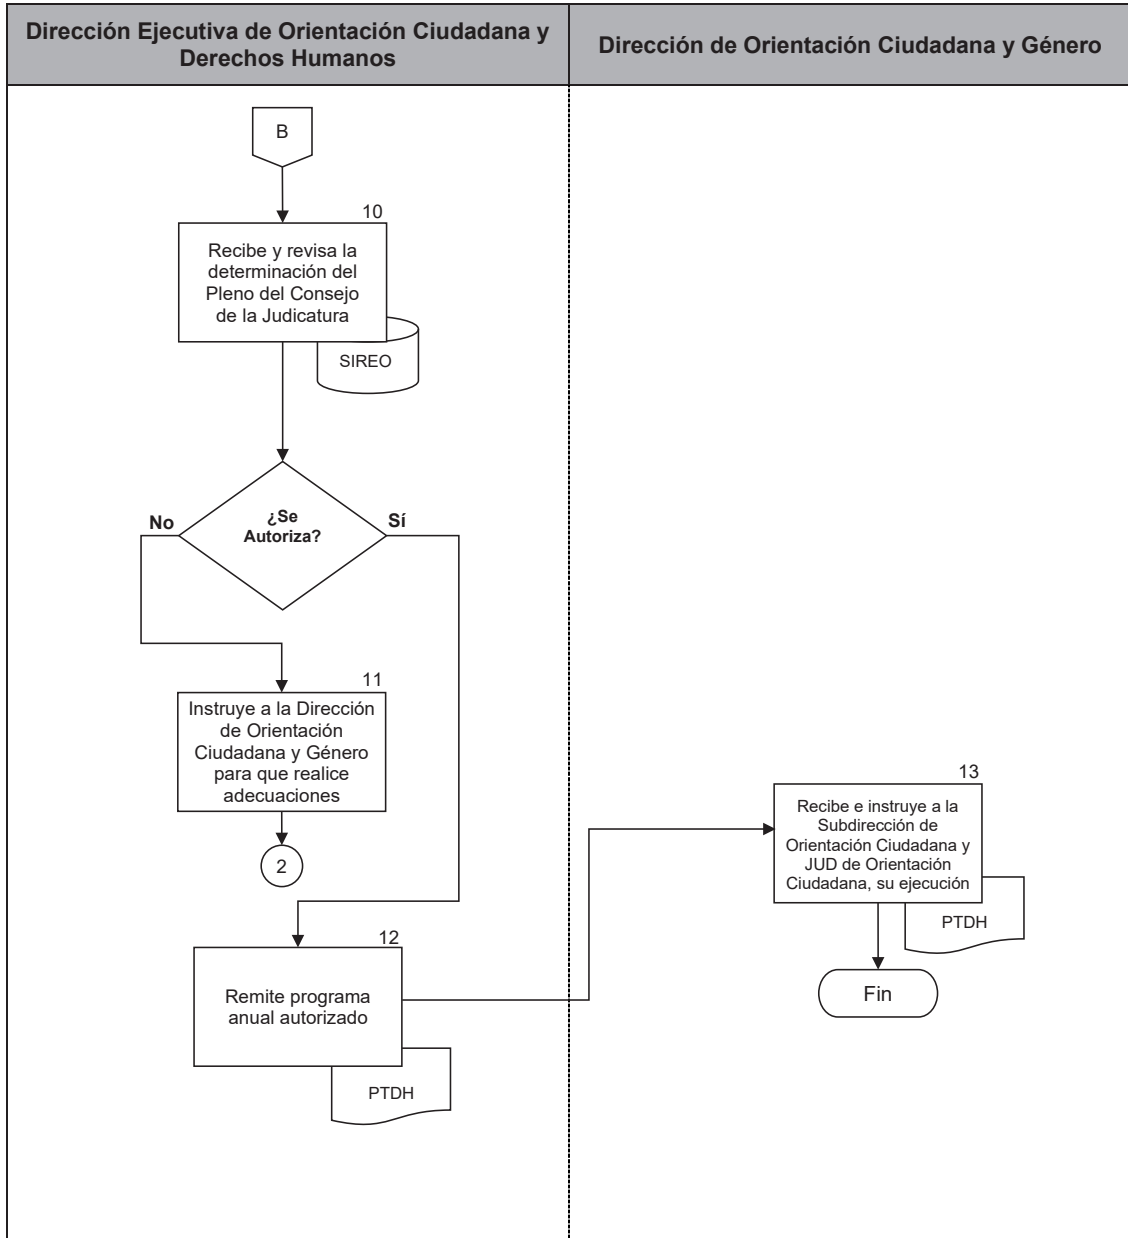 Dirección Ejecutiva de Orientación Ciudadana y
Derechos Humanos
Dirección de Orientación Ciudadana y Género
B
10
Recibe y revisa la
determinación del
Pleno del Consejo
de la Judicatura
SIREO
¿Se
Autoriza?
No
Sí
11
Instruye a la Dirección
de Orientación
Ciudadana y Género
para que realice
adecuaciones
2
12
Remite programa
anual autorizado
PTDH
13
Recibe e instruye a la
Subdirección de
Orientación Ciudadana y
JUD de Orientación
Ciudadana, su ejecución
PTDH
Fin